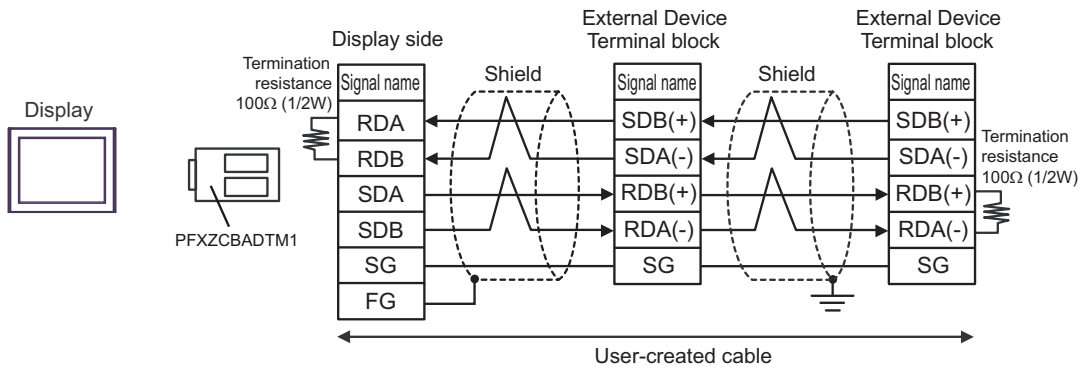 Display
PFXZCBADTM1
Display side
Termination
resistance
100Ω (1/2W)
Signal name
RDA
RDB
SDA
SDB
SG
FG
Shield
External Device
Terminal block
Signal name
SDB(+)
SDA(-)
RDB(+)
RDA(-)
SG
Shield
External Device
Terminal block
Signal name
SDB(+)
SDA(-)
RDB(+)
RDA(-)
SG
Termination
resistance
100Ω (1/2W)
User-created cable